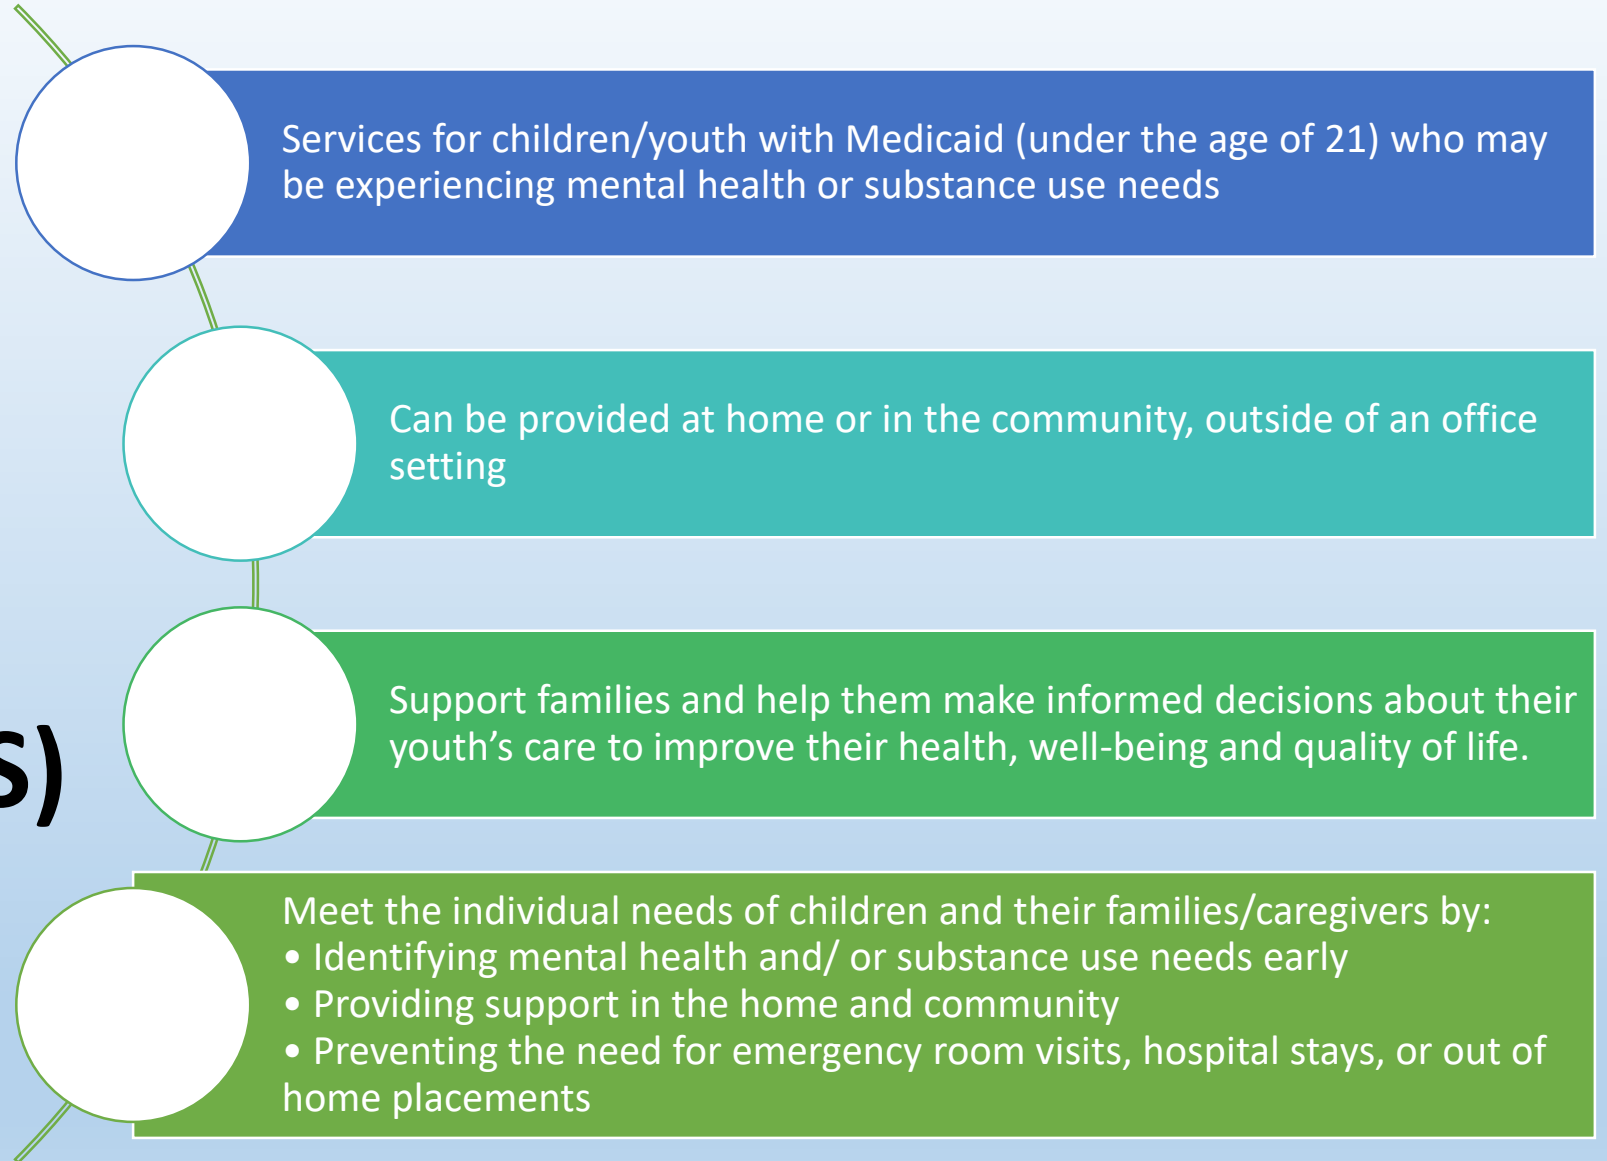 Services for children/youth with Medicaid (under the age of 21) who may
be experiencing mental health or substance use needs
Can be provided at home or in the community, outside of an office
setting
Support families and help them make informed decisions about their
youth’s care to improve their health, well-being and quality of life.
S)
Meet the individual needs of children and their families/caregivers by:
• Identifying mental health and/ or substance use needs early
• Providing support in the home and community
• Preventing the need for emergency room visits, hospital stays, or out of
home placements